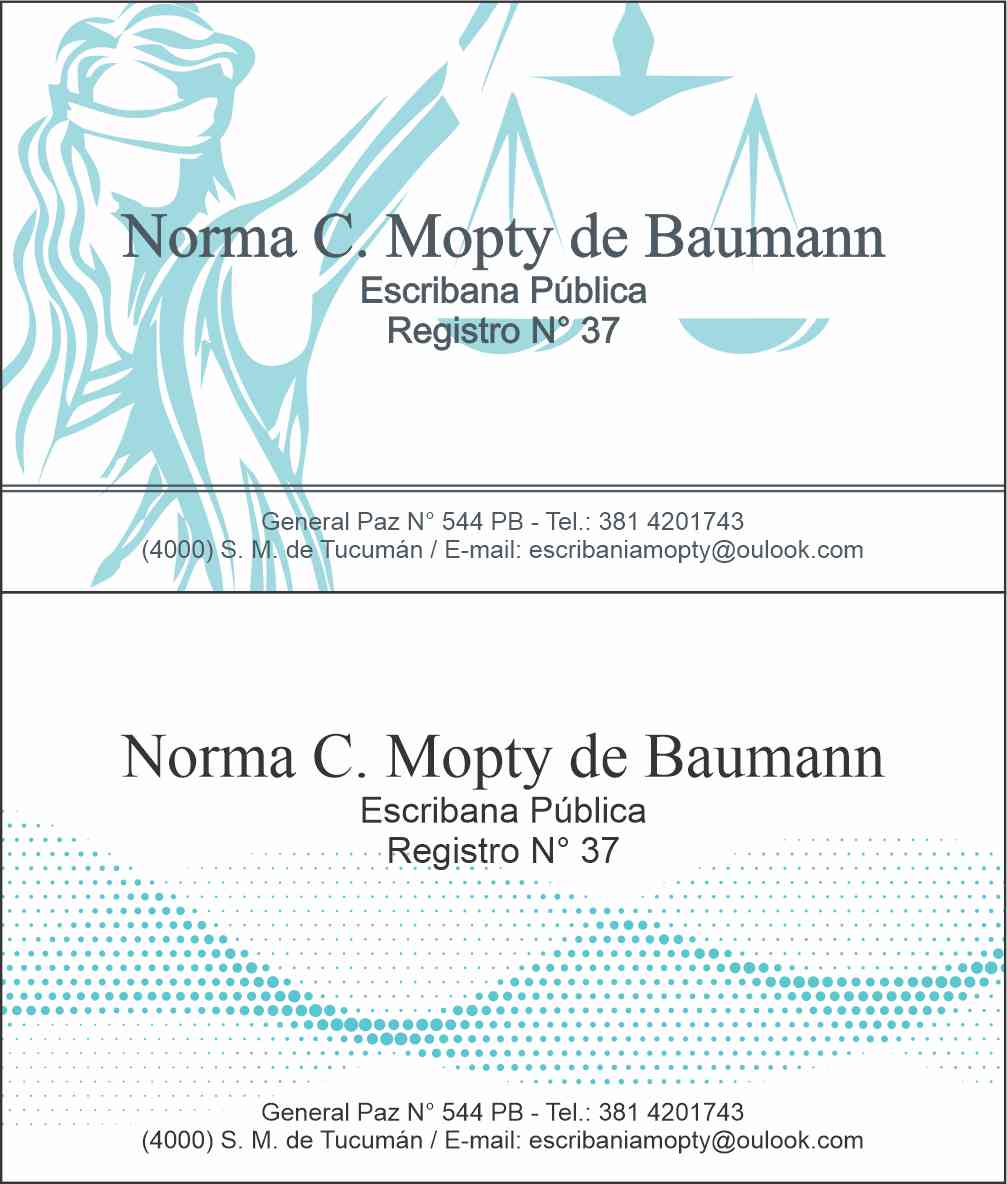 Norma C. Mopty de Baumann
Escribana Pública
Registro N° 37
General Paz N° 544 PB - Tel.: 381 4201743
(4000) S. M. de Tucumán / E-mail: escribaniamopty@oulook.com
Norma C. Mopty de Baumann
Escribana Pública
Registro N° 37
General Paz N° 544 PB - Tel.: 381 4201743
(4000) S. M. de Tucumán / E-mail: escribaniamopty@oulook.com